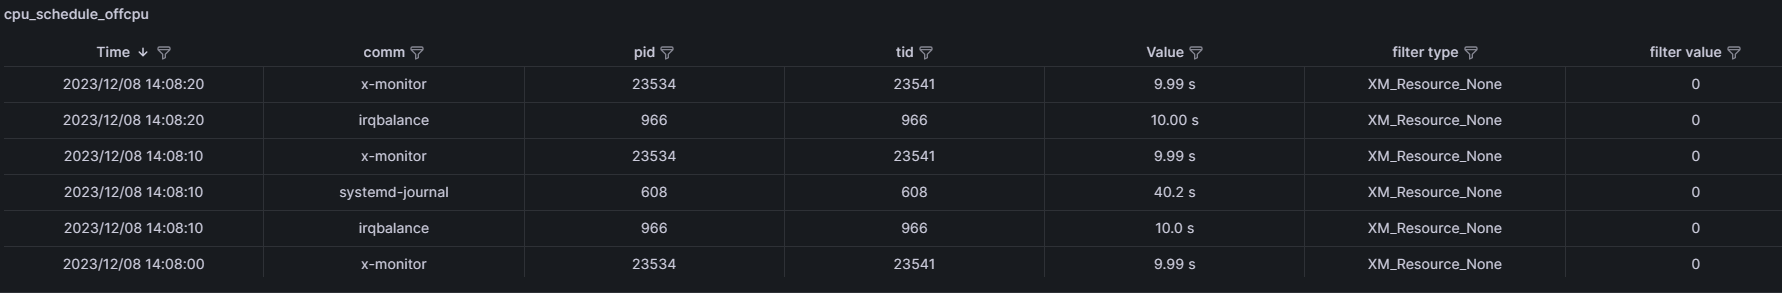 cpu_schedule_offcpu
Time comm pid tid Value filter type filter value
2023/12/08 14:08:20 x-monitor 23534 23541 9.99 s XM_Resource_None 0
2023/12/08 14:08:20 irqbalance 966 966 10.00 s XM_Resource_None 0
2023/12/08 14:08:10 x-monitor 23534 23541 9.99 s XM_Resource_None 0
2023/12/08 14:08:10 systemd-journal 608 608 40.2 s XM_Resource_None 0
2023/12/08 14:08:10 irqbalance 966 966 10.0 s XM_Resource_None 0
2023/12/08 14:08:00 x-monitor 23534 23541 9.99 s XM_Resource_None 0